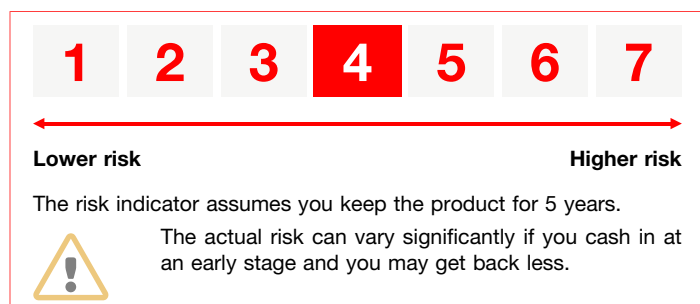 1 2 3 4 5 6 7
Lower risk Higher risk
The risk indicator assumes you keep the product for 5 years.
The actual risk can vary significantly if you cash in at
an early stage and you may get back less.